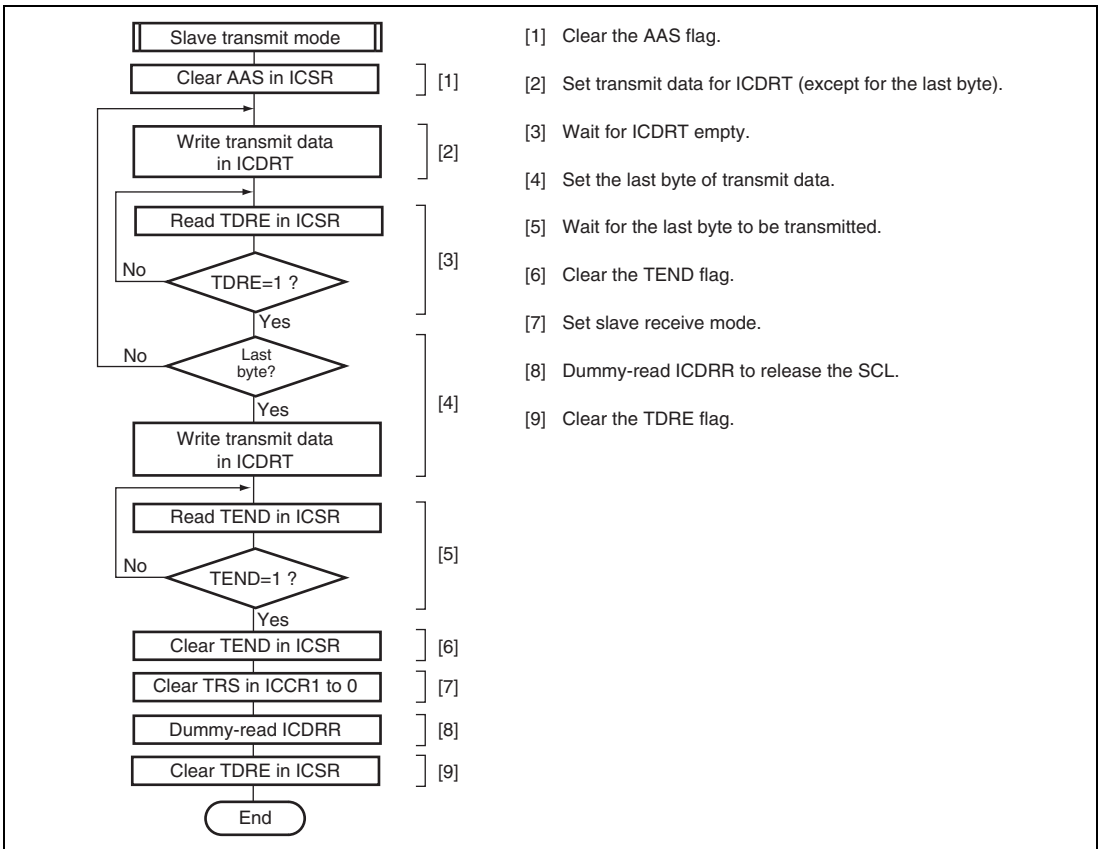 Slave transmit mode
Clear AAS in ICSR
[1]
Write transmit data
in ICDRT
[2]
Read TDRE in ICSR
No
TDRE=1 ?
[3]
Yes
No
Last
byte?
Yes
[4]
Write transmit data
in ICDRT
Read TEND in ICSR
No
TEND=1 ?
[5]
Yes
Clear TEND in ICSR
[6]
Clear TRS in ICCR1 to 0
[7]
Dummy-read ICDRR
[8]
Clear TDRE in ICSR
[9]
End
[1] Clear the AAS flag.
[2] Set transmit data for ICDRT (except for the last byte).
[3] Wait for ICDRT empty.
[4] Set the last byte of transmit data.
[5] Wait for the last byte to be transmitted.
[6] Clear the TEND flag.
[7] Set slave receive mode.
[8] Dummy-read ICDRR to release the SCL.
[9] Clear the TDRE flag.